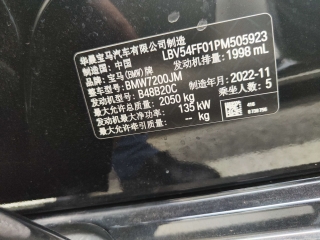 华晨宝马汽车有限公司制造
制造国：中国 LBV54FF01PM505923
品牌：宝马(BMW)牌 发动机排量：1998 mL
整车型号：BMW7200JM
发动机型号：B48B20C 制造年月：2022-11
最大允许总质量：2050 kg 乘坐人数：5
发动机最大净功率：135 kW
最大允许牵引质量： kg